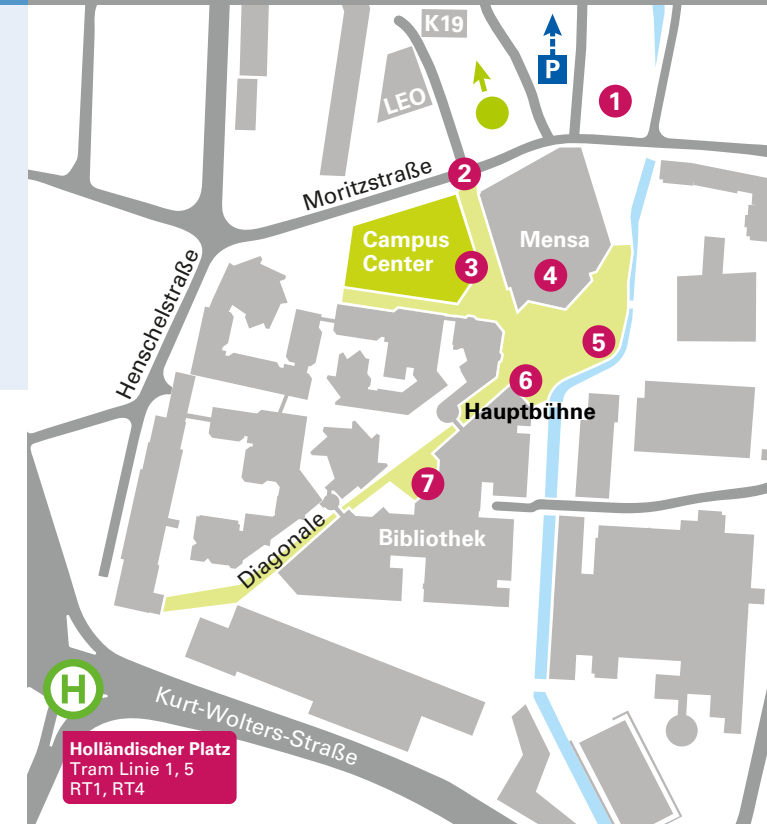 K19
P
LEO
1
Moritzstraße
2
Campus
Center
3
Mensa
4
Henschelstraße
5
6
Hauptbühne
7
Bibliothek
Diagonale
H
Kurt-Wolters-Straße
Holländischer Platz
Tram Linie 1, 5
RT1, RT4